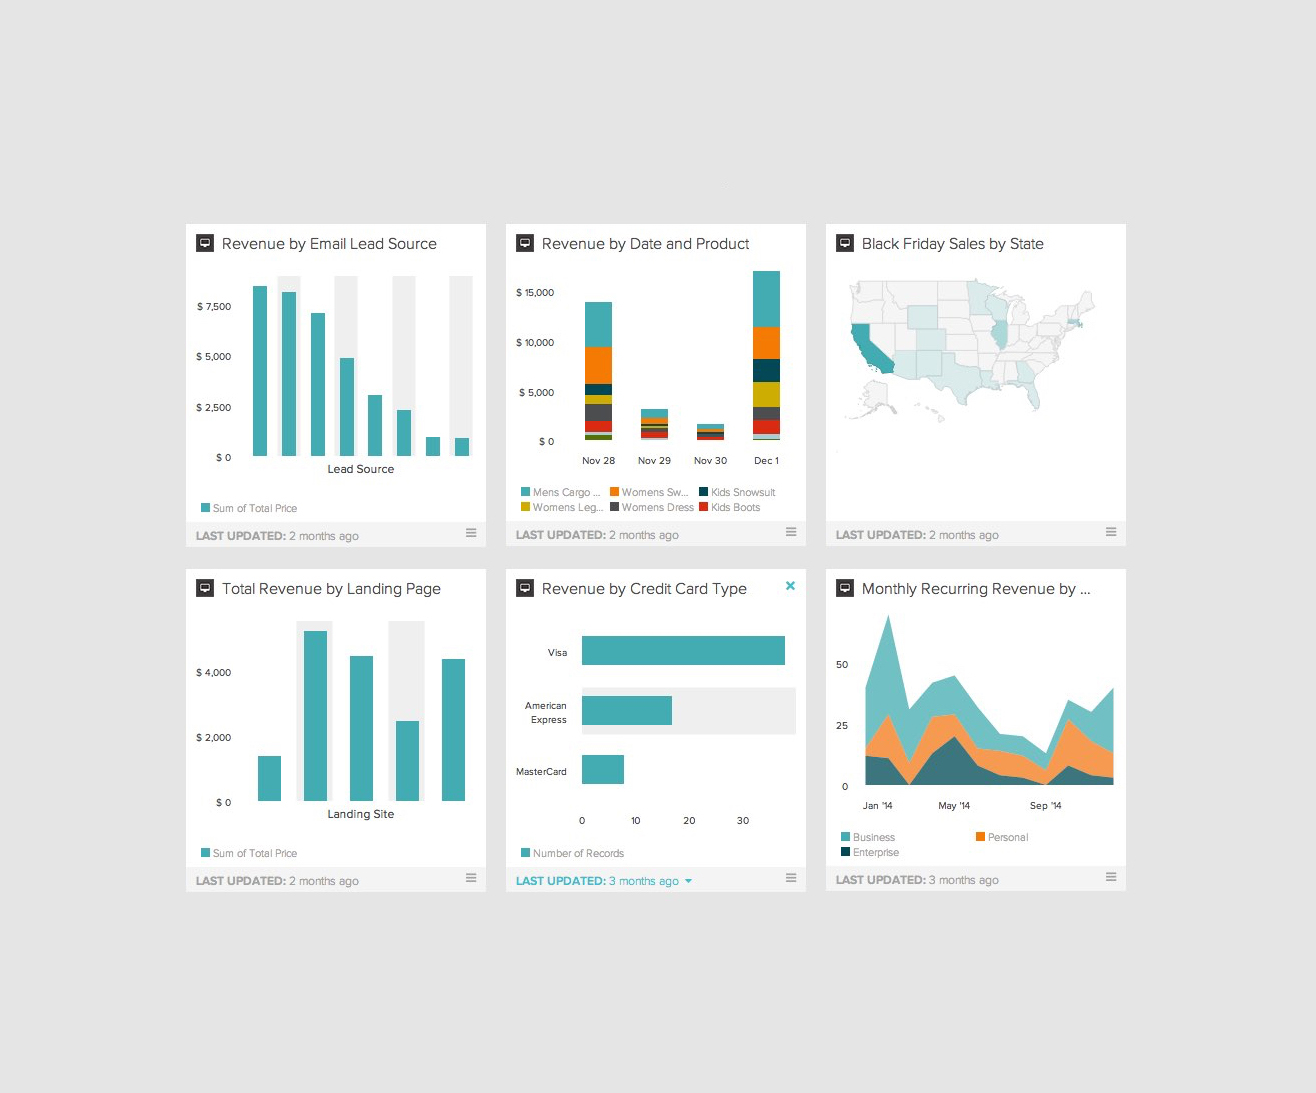 Revenue by Email Lead Source
$ 7,500
$ 5,000
$ 2,500
$ 0
Lead Source
Sum of Total Price
LAST UPDATED: 2 months ago
Revenue by Date and Product
$ 15,000
$ 10,000
$ 5,000
$ 0
Nov 28 Nov 29 Nov 30 Dec 1
Mens Cargo ... Womens Sw... Kids Snowsuit
Womens Leg... Womens Dress Kids Boots
LAST UPDATED: 2 months ago
Black Friday Sales by State
LAST UPDATED: 2 months ago
Total Revenue by Landing Page
$ 4,000
$ 2,000
$ 0
Landing Site
Sum of Total Price
LAST UPDATED: 2 months ago
Revenue by Credit Card Type
Visa
American
Express
MasterCard
0 10 20 30
Number of Records
LAST UPDATED: 3 months ago
Monthly Recurring Revenue by ...
50
25
0
Jan '14 May '14 Sep '14
Business Personal
Enterprise
LAST UPDATED: 3 months ago